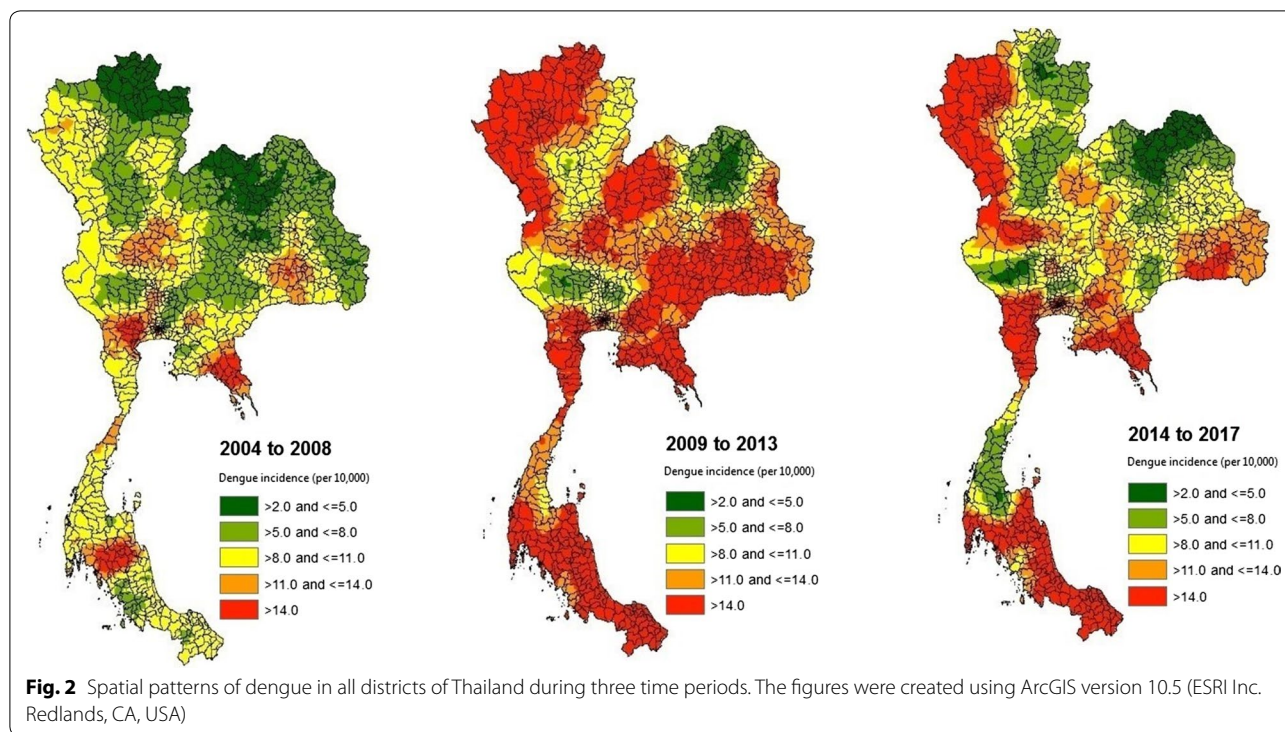 2004 to 2008
Dengue incidence (per 10,000)
>2.0 and <=5.0
>5.0 and <=8.0
>8.0 and <=11.0
>11.0 and <=14.0
>14.0
2009 to 2013
Dengue incidence (per 10,000)
>2.0 and <=5.0
>5.0 and <=8.0
>8.0 and <=11.0
>11.0 and <=14.0
>14.0
2014 to 2017
Dengue incidence (per 10,000)
>2.0 and <=5.0
>5.0 and <=8.0
>8.0 and <=11.0
>11.0 and <=14.0
>14.0
Fig. 2 Spatial patterns of dengue in all districts of Thailand during three time periods. The figures were created using ArcGIS version 10.5 (ESRI Inc.
Redlands, CA, USA)